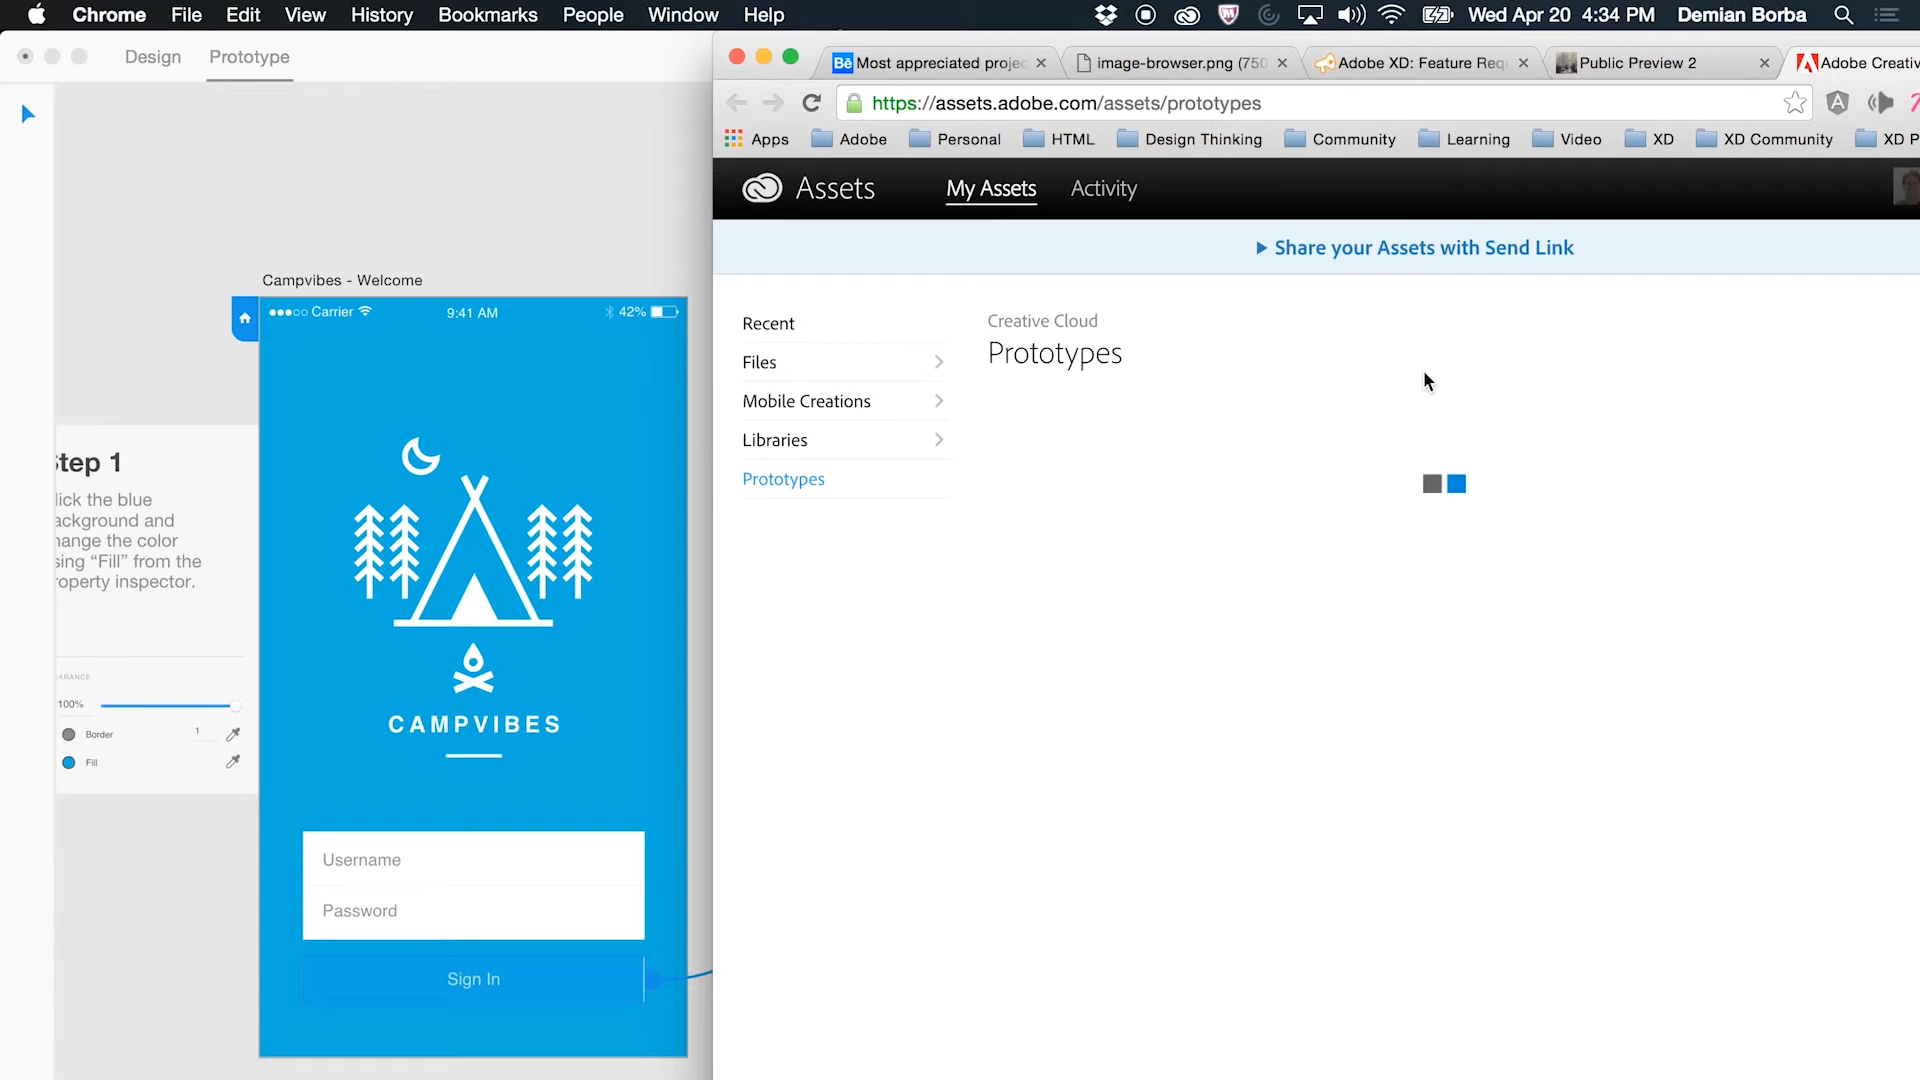 Chrome File Edit View History Bookmarks People Window Help Wed Apr 20 4:34 PM Demian Borba
Design Prototype
Most appreciated projec
image-browser.png (750
Adobe XD: Feature Req
Public Preview 2
Adobe Creativ
https://assets.adobe.com/assets/prototypes
Apps Adobe Personal HTML Design Thinking Community Learning Video XD XD Community XD P
Assets My Assets Activity
Share your Assets with Send Link
Recent
Files
Mobile Creations
Libraries
Prototypes
Creative Cloud
Prototypes
Campvibes - Welcome
Carrier 9:41 AM 42%
CAMPVIBES
Username
Password
Sign In
Step 1
lick the blue
ackground and
hange the color
sing “Fill” from the
roperty inspector.
ARANCE
100%
Border 1
Fill